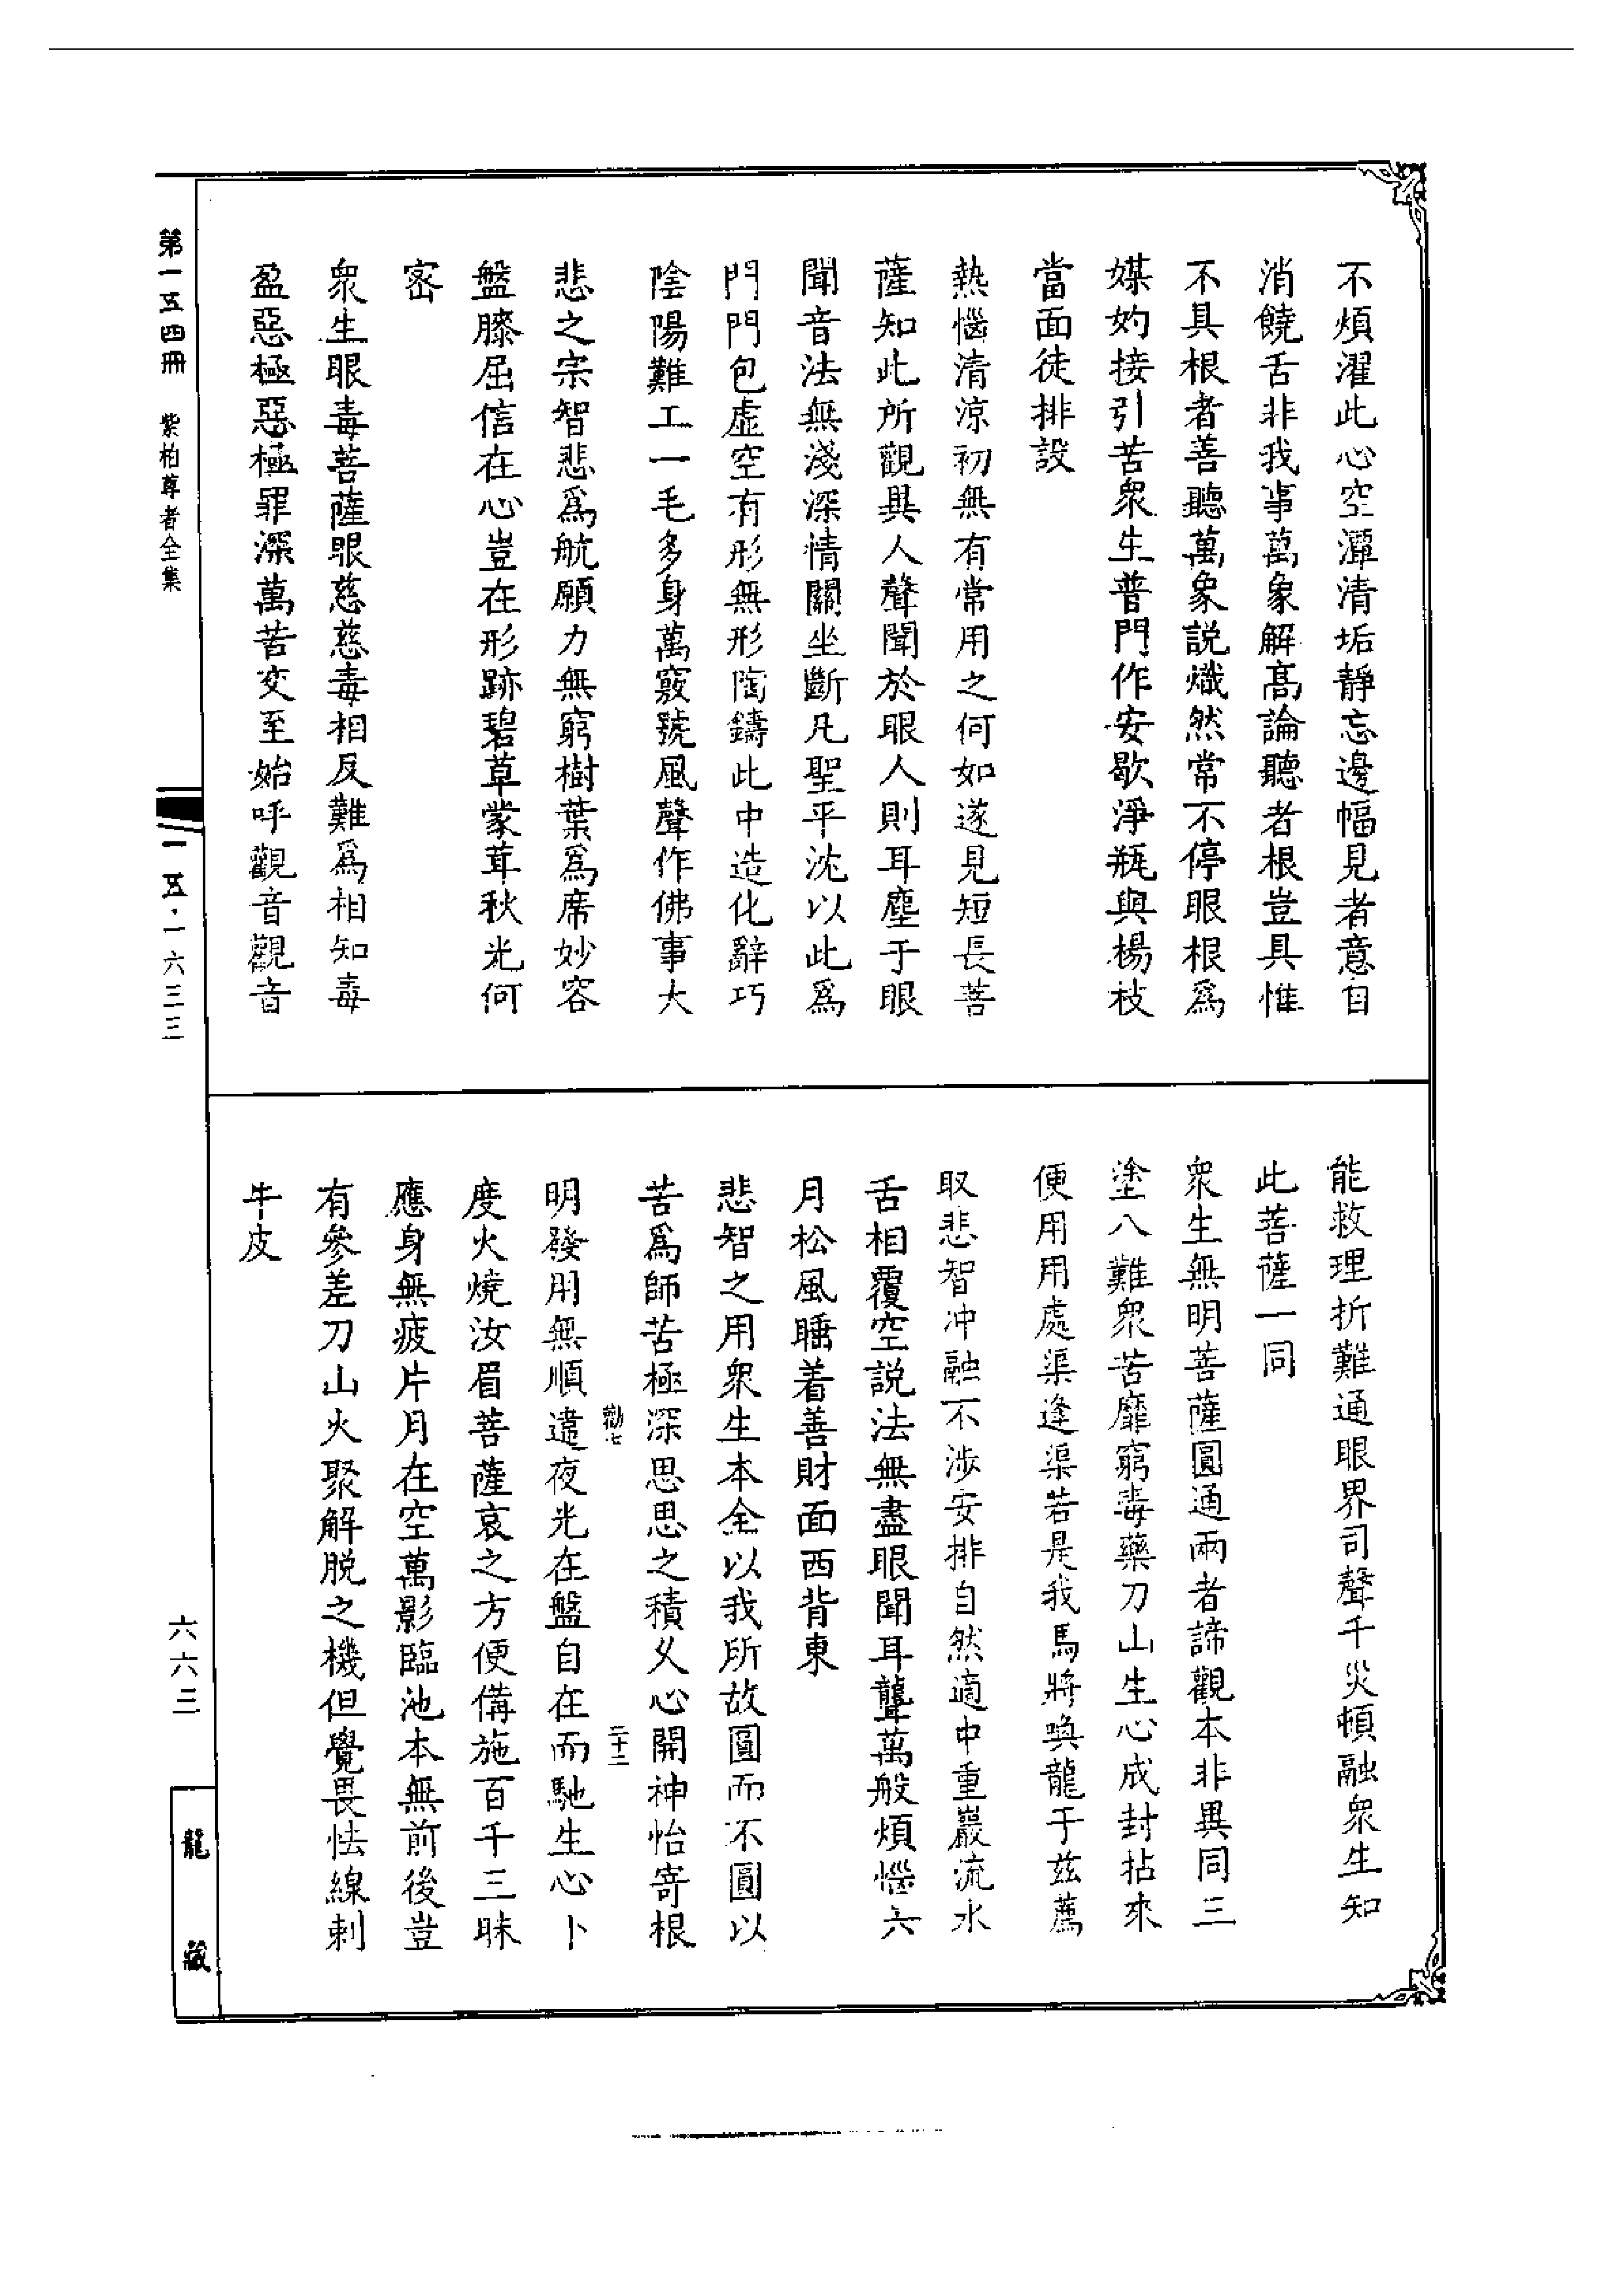 不煩濯此心空潭清垢靜忘邊幅見者意自
消饒舌非我事萬象解高論聽者根豈具惟
不具根者善聽萬象説熾然常不停眼根爲
媒妁接引苦衆生普門作安歇淨瓶與楊枝
當面徒排設
熱惱清涼初無有常用之何如遂見短長菩
薩知此所觀異人聲聞於眼人則耳塵于眼
聞音法無淺深情關坐斷凡聖平沈以此爲
門門包虛空有形無形陶鑄此中造化辭巧
陰陽難工一毛多身萬竅號風聲作佛事大
悲之宗智悲爲航願力無窮樹葉爲席妙容
盤膝屈信在心豈在形跡碧草蒙茸秋光何
密
衆生眼毒菩薩眼慈慈毒相反難爲相知毒
盈惡極惡極罪深萬苦交至始呼觀音觀音
能救理折難通眼界司聲千災頓融衆生知
此菩薩一同
衆生無明菩薩圓通兩者諦觀本非異同三
塗八難衆苦靡窮毒藥刀山生心成封拈來
便用用處渠逢渠若是我馬將喚龍于茲薦
取悲智冲融不涉安排自然適中重巖流水
舌相覆空説法無盡眼聞耳聾萬般煩惱六
月松風睡着善財面西背東
悲智之用衆生本全以我所故圓而不圓以
苦爲師苦極深思思之積乆心開神怡寄根
勸七
二十二
明發用無順違夜光在盤自在而馳生心卜
度火燒汝眉菩薩哀之方便俻施百千三昧
應身無疲片月在空萬影臨池本無前後豈
有參差刀山火聚解脱之機但覺畏怯線刺
牛皮
第一五四冊
紫柏尊者全集
一五·一六三三
六六三
龍藏